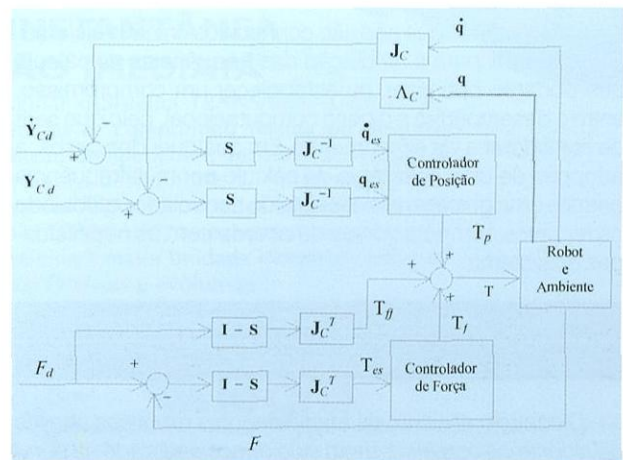 q̇
J_C
q
Λ_C
Ẏ_Cd
−
+
S
J_C⁻¹
q̇_es
Y_Cd
+
S
J_C⁻¹
q_es
Controlador
de Posição
T_p
+
+
+
T
Robot
e
Ambiente
T_ff
T_f
I − S
J_C^T
F_d
+
−
I − S
J_C^T
T_es
Controlador
de Força
F